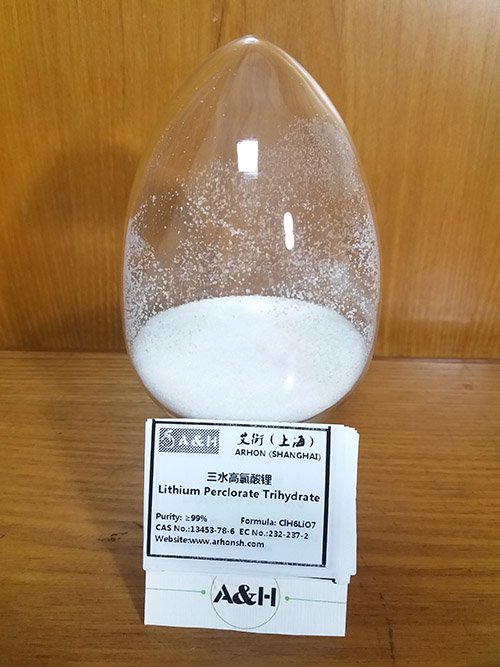 A&H 艾衔（上海）
ARHON (SHANGHAI)
三水高氯酸锂
Lithium Perclorate Trihydrate
Purity: ≥99% Formula: ClH6LiO7
CAS No.:13453-78-6 EC No.:232-237-2
Website:www.arhonsh.com
A&H